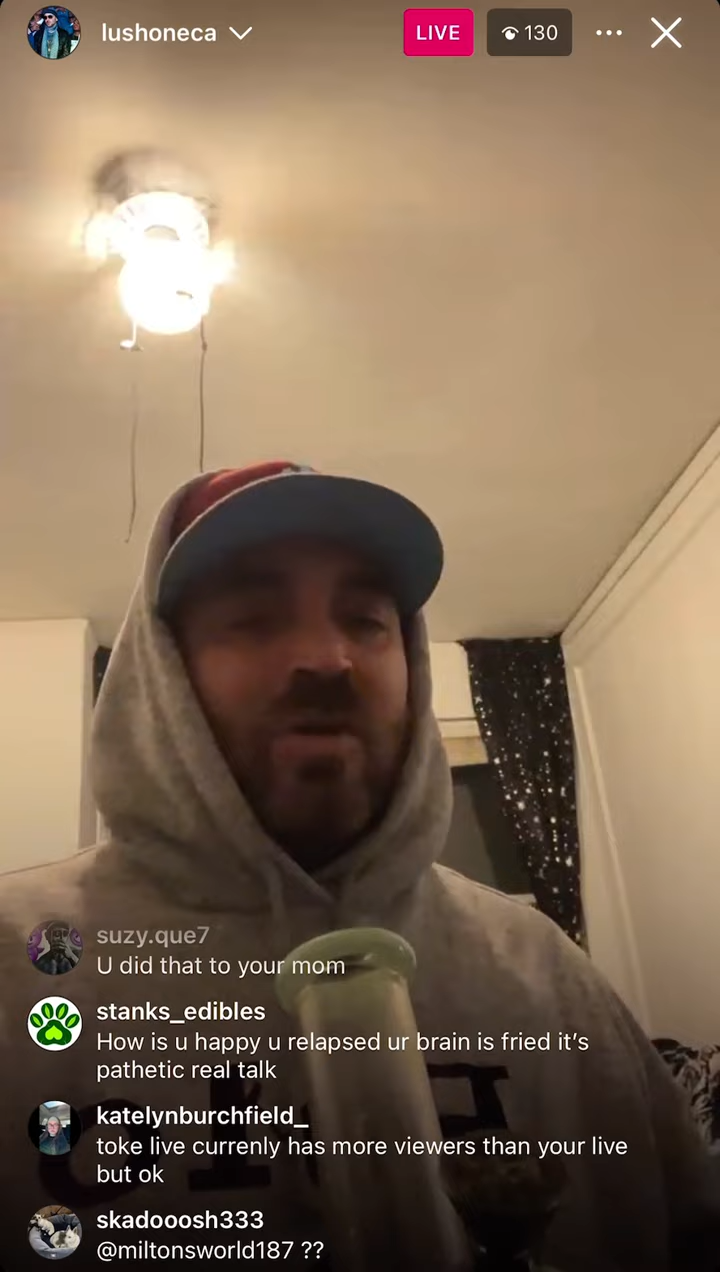 lushoneca
LIVE
130
suzy.que7
U did that to your mom
stanks_edibles
How is u happy u relapsed ur brain is fried it’s
pathetic real talk
katelynburchfield_
toke live currenly has more viewers than your live
but ok
skadooosh333
@miltonsworld187 ??